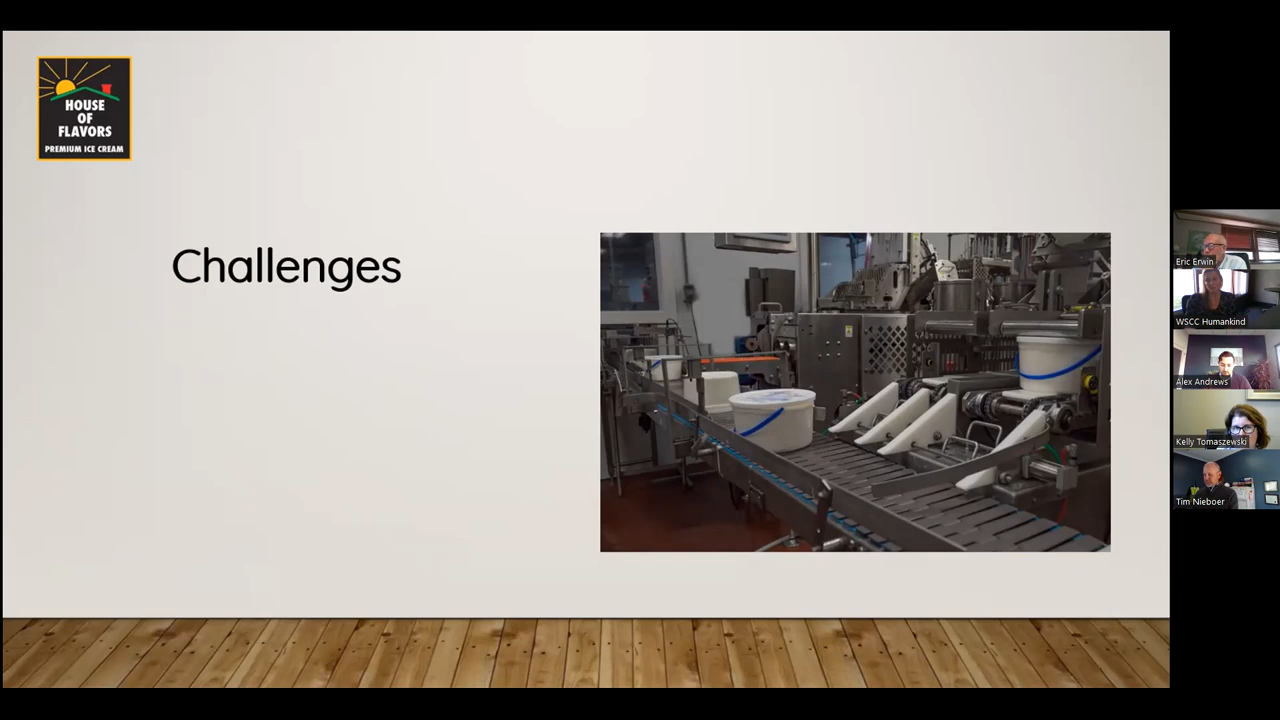 HOUSE
OF
FLAVORS
PREMIUM ICE CREAM
Challenges
Eric Erwin
WSCC Humankind
Alex Andrews
Kelly Tomaszewski
Tim Nieboer